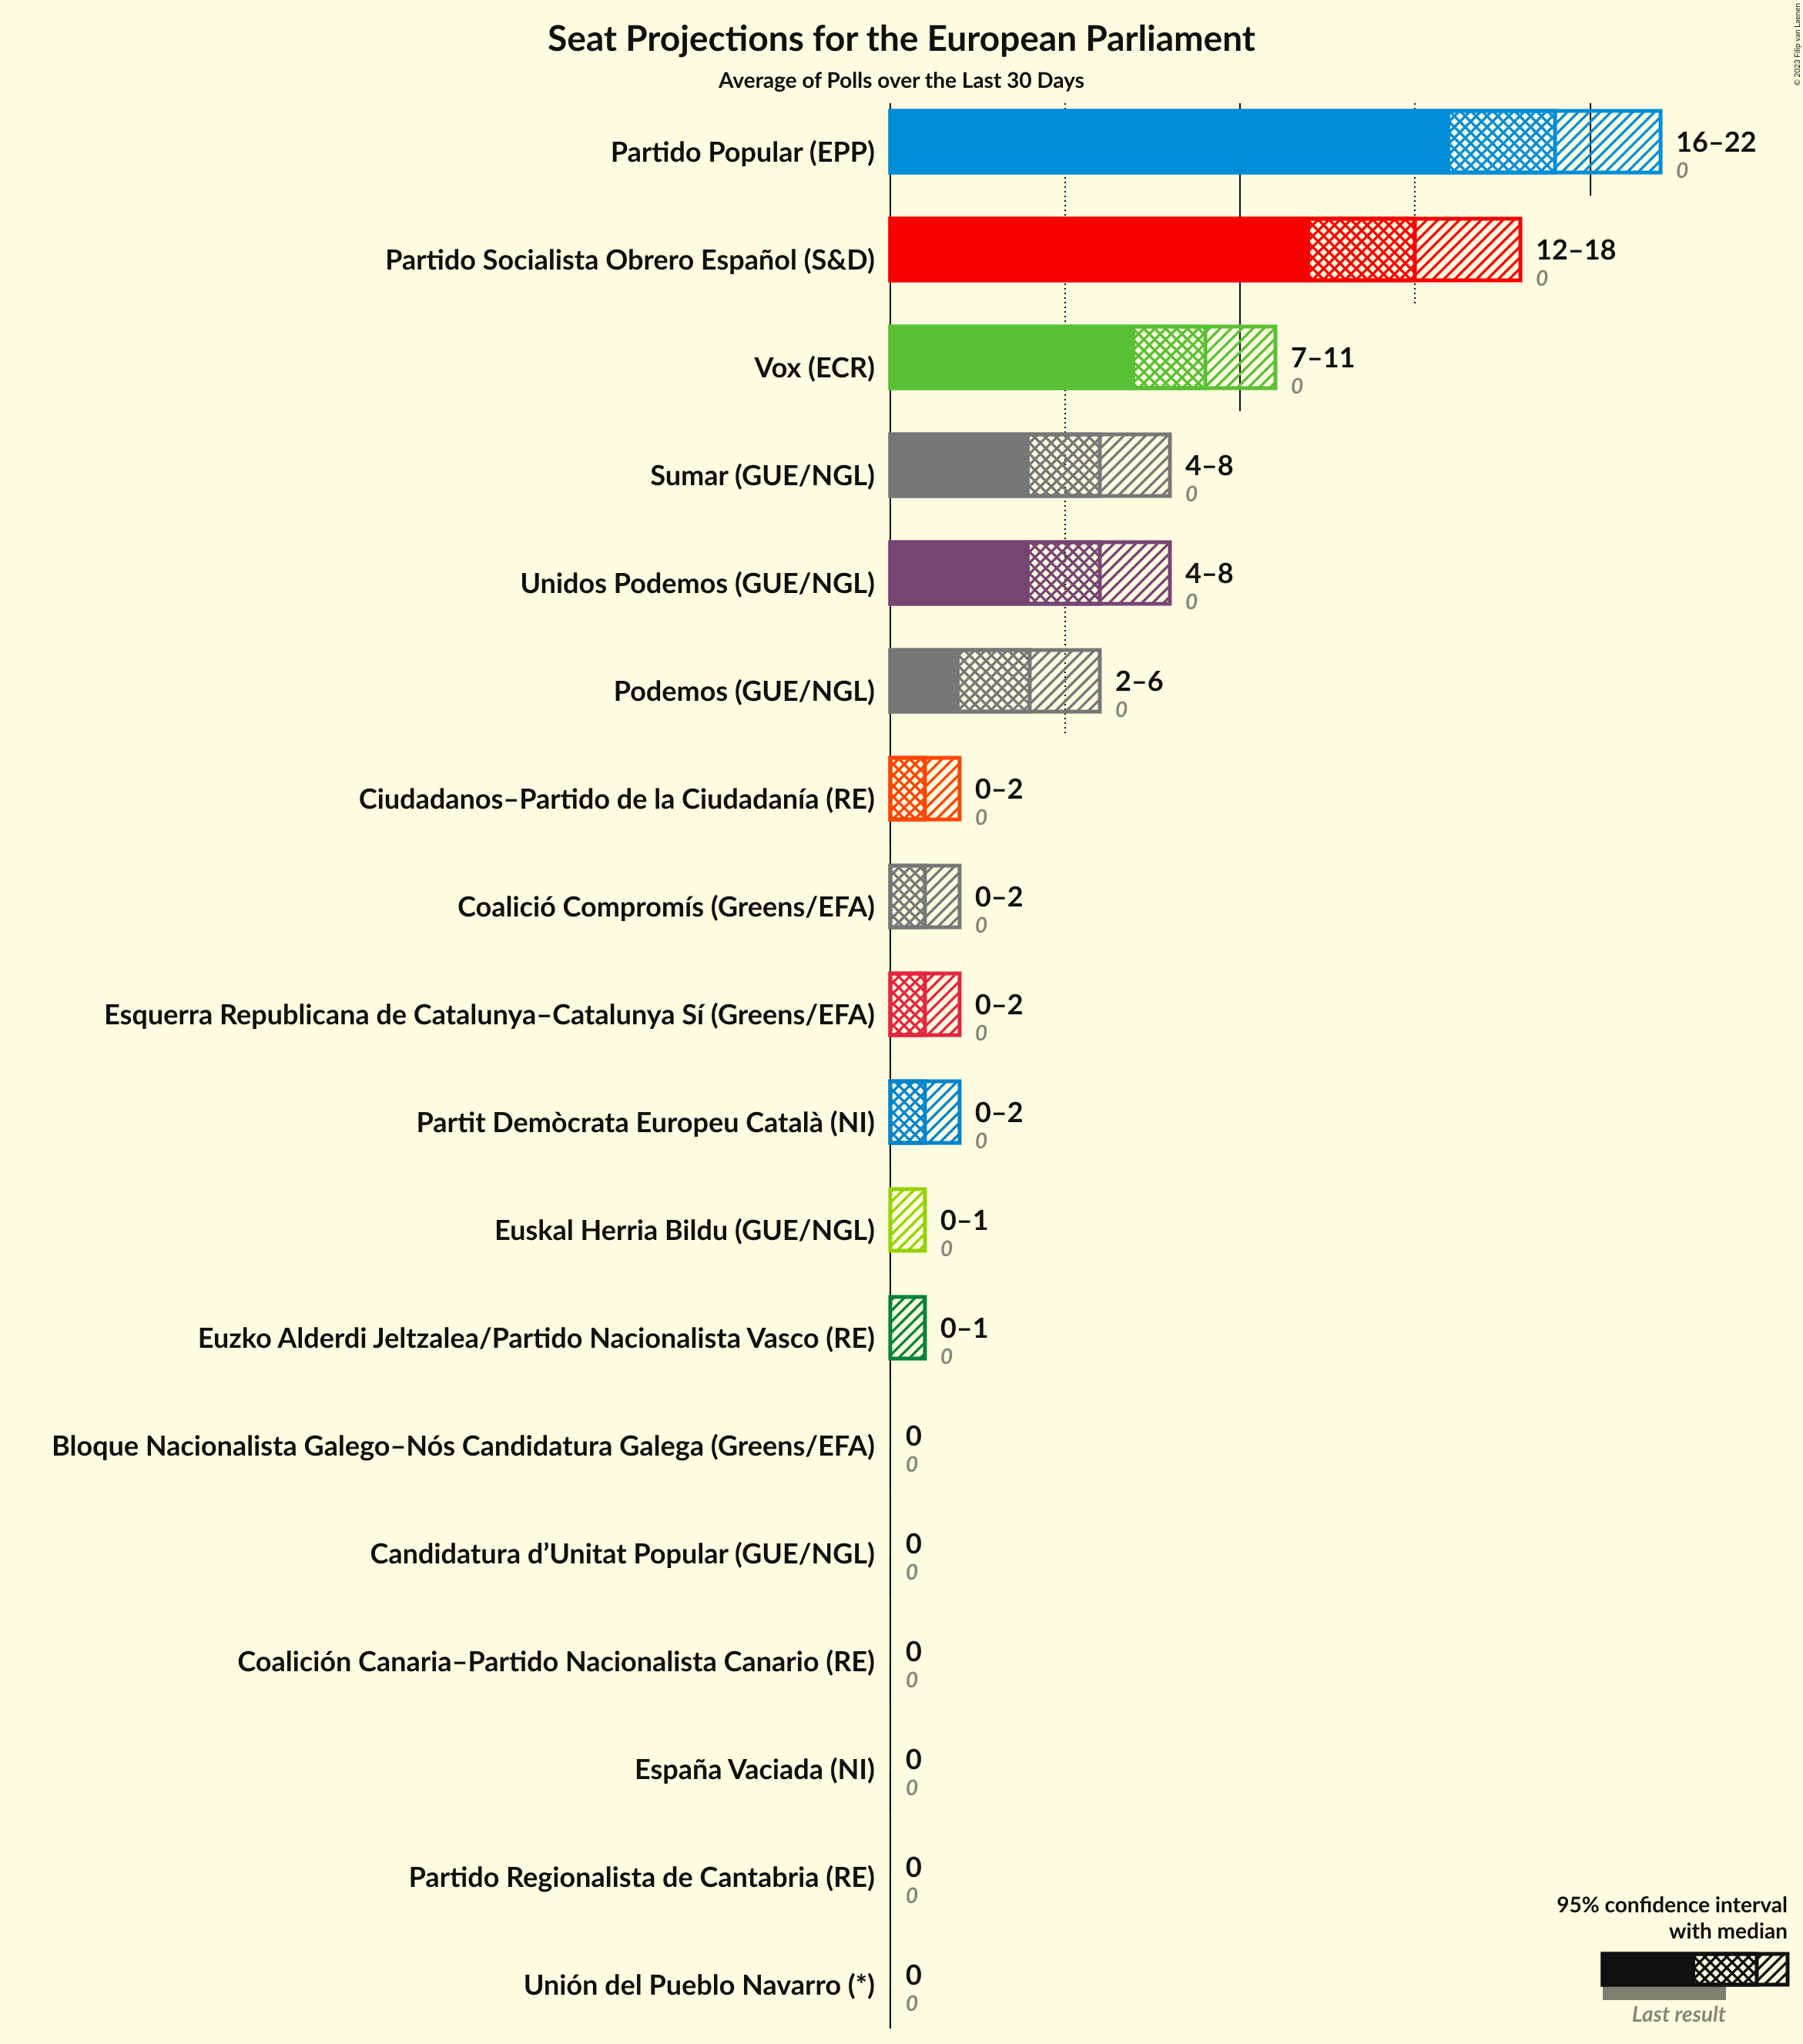 Seat Projections for the European Parliament
Average of Polls over the Last 30 Days
© 2023 Filip van Laenen
Partido Popular (EPP)
16–22
0
Partido Socialista Obrero Español (S&D)
12–18
0
Vox (ECR)
7–11
0
Sumar (GUE/NGL)
4–8
0
Unidos Podemos (GUE/NGL)
4–8
0
Podemos (GUE/NGL)
2–6
0
Ciudadanos–Partido de la Ciudadanía (RE)
0–2
0
Coalició Compromís (Greens/EFA)
0–2
0
Esquerra Republicana de Catalunya–Catalunya Sí (Greens/EFA)
0–2
0
Partit Demòcrata Europeu Català (NI)
0–2
0
Euskal Herria Bildu (GUE/NGL)
0–1
0
Euzko Alderdi Jeltzalea/Partido Nacionalista Vasco (RE)
0–1
0
Bloque Nacionalista Galego–Nós Candidatura Galega (Greens/EFA)
0
0
Candidatura d’Unitat Popular (GUE/NGL)
0
0
Coalición Canaria–Partido Nacionalista Canario (RE)
0
0
España Vaciada (NI)
0
0
Partido Regionalista de Cantabria (RE)
0
0
Unión del Pueblo Navarro (*)
0
0
95% confidence interval
with median
Last result